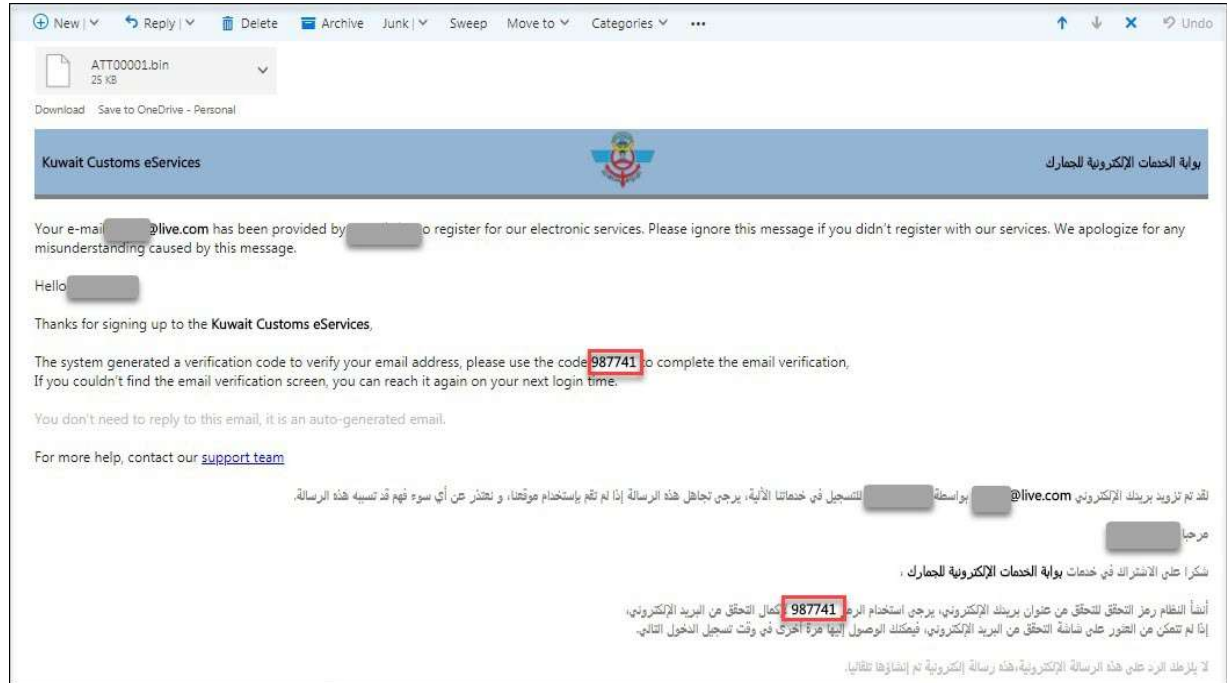 New Reply Delete Archive Junk Sweep Move to Categories ••• Undo
ATT00001.bin
25 KB
Download Save to OneDrive - Personal
Kuwait Customs eServices
بوابة الخدمات الإلكترونية للجمارك
Your e-mail @live.com has been provided by to register for our electronic services. Please ignore this message if you didn't register with our services. We apologize for any
misunderstanding caused by this message.
Hello
Thanks for signing up to the Kuwait Customs eServices,
The system generated a verification code to verify your email address, please use the code 987741 to complete the email verification,
If you couldn't find the email verification screen, you can reach it again on your next login time.
You don't need to reply to this email, it is an auto-generated email.
For more help, contact our support team
لقد تم تزويد بريدك الإلكتروني @live.com بواسطة للتسجيل في خدماتنا الألية، يرجى تجاهل هذه الرسالة إذا لم تقم بإستخدام موقعنا، و نعتذر عن أي سوء فهم قد تسببه هذه الرسالة.
مرحبا
شكرا على الاشتراك في خدمات بوابة الخدمات الإلكترونية للجمارك ،
أنشأ النظام رمز التحقق للتحقق من عنوان بريدك الإلكتروني، يرجى استخدام الرمز 987741 لإكمال التحقق من البريد الإلكتروني،
إذا لم تتمكن من العثور على شاشة التحقق من البريد الإلكتروني، فيمكنك الوصول إليها مرة أخرى في وقت تسجيل الدخول التالي.
لا يلزمك الرد على هذه الرسالة الإلكترونية،هذه رسالة إلكترونية تم إنشاؤها تلقائيا.